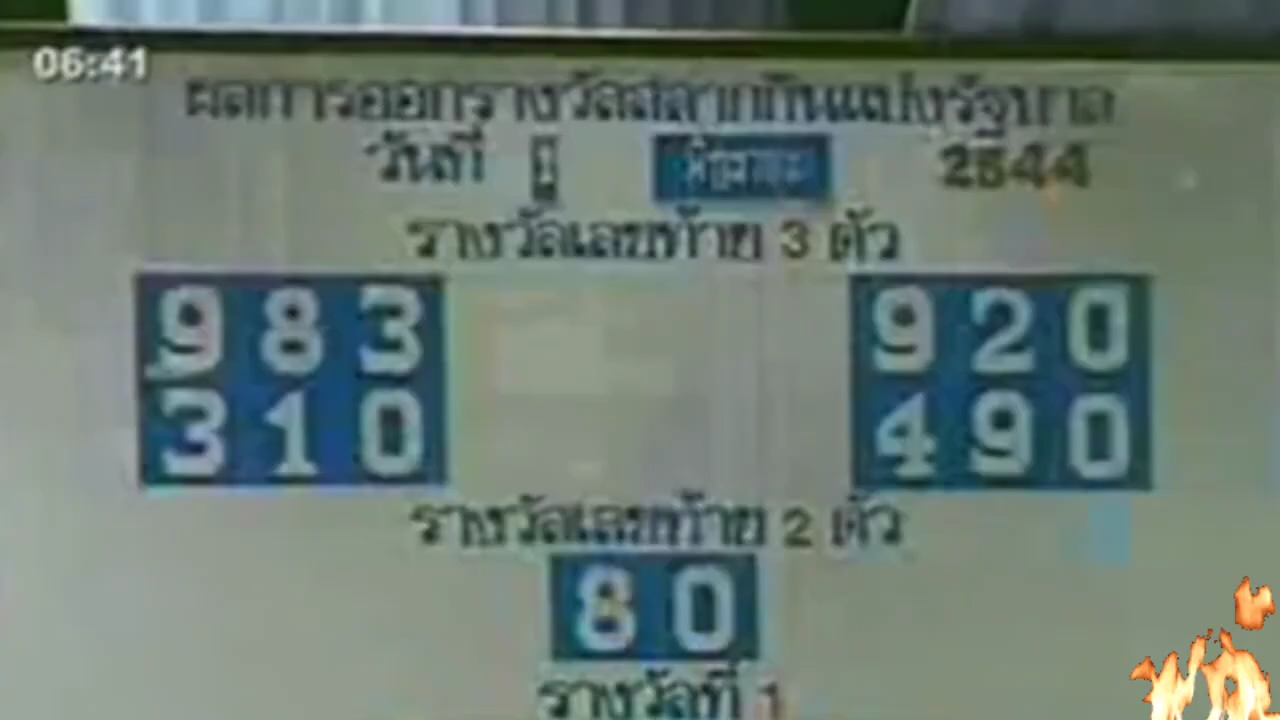 06:41
ผลการออกรางวัลสลากกินแบ่งรัฐบาล
วันที่ 1 2544
รางวัลเลขท้าย 3 ตัว
983 920
310 490
รางวัลเลขท้าย 2 ตัว
80
รางวัลที่ 1